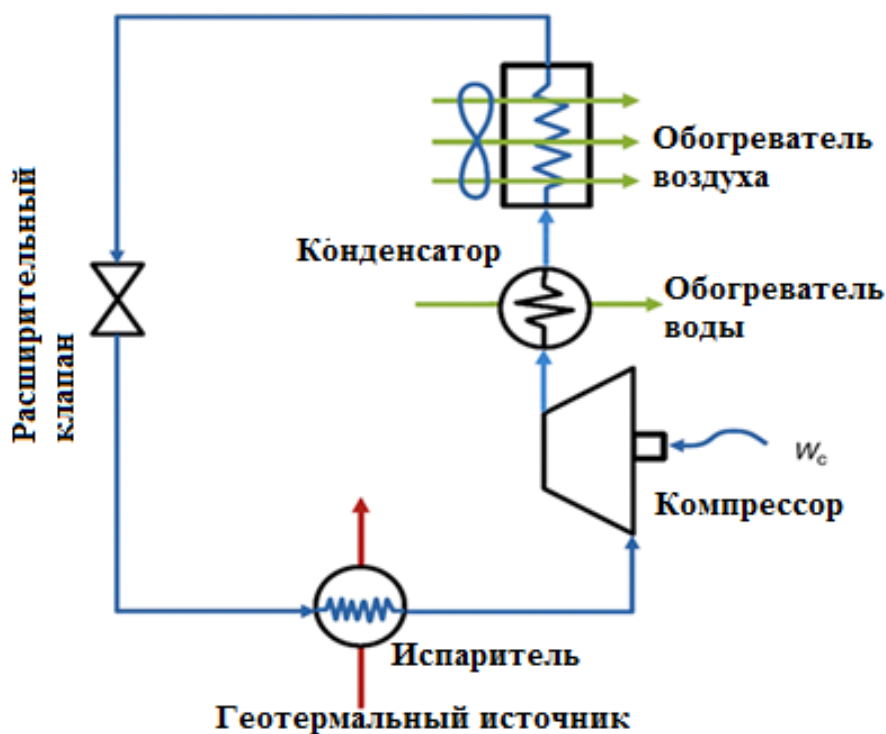 Обогреватель
воздуха
Конденсатор
Обогреватель
воды
Расширительный
клапан
W_c
Компрессор
Испаритель
Геотермальный источник